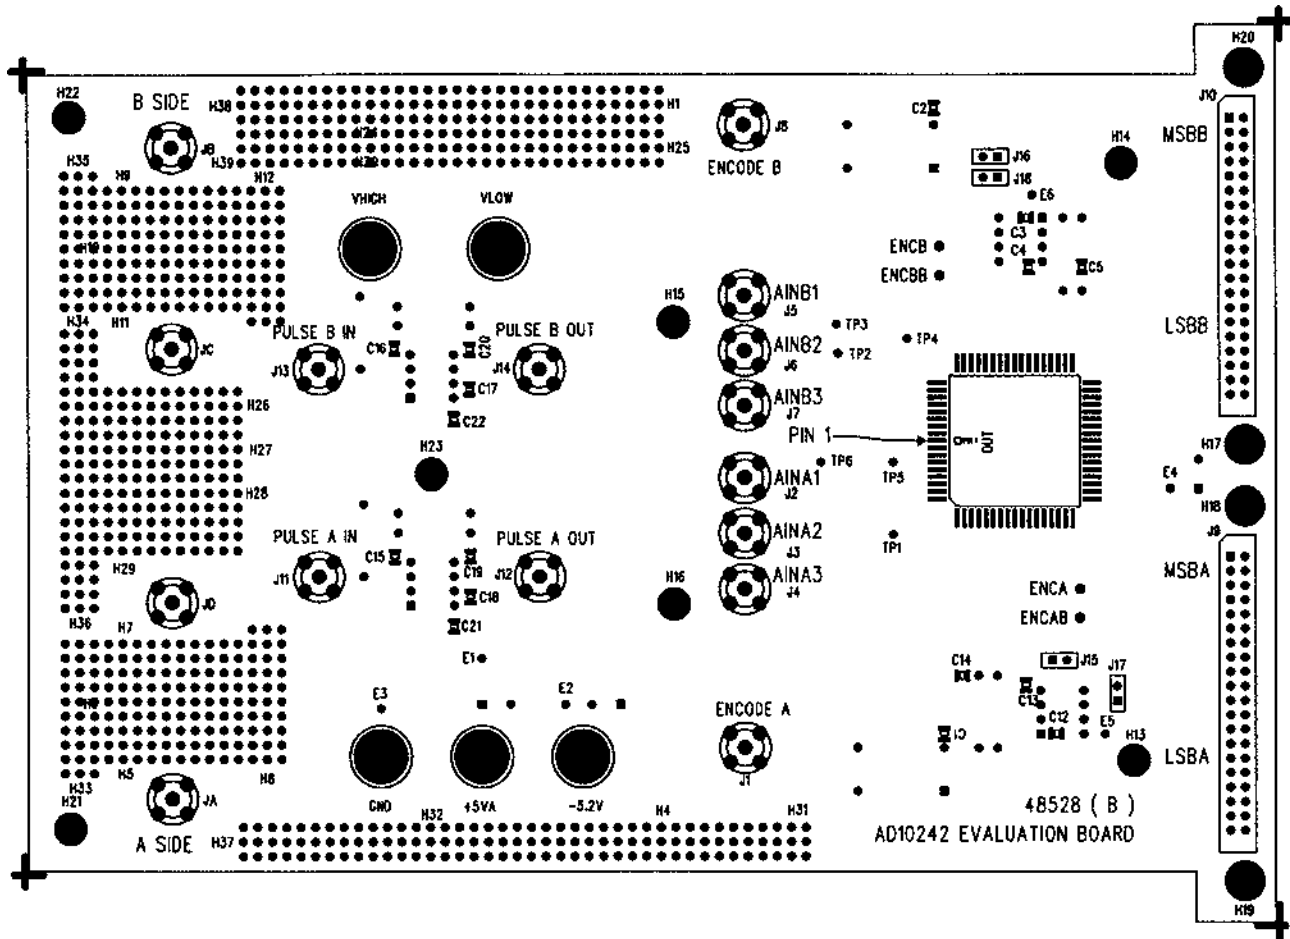 H20
H22
B SIDE
H38
H1
C2
J10
MSBB
JB
H39
H25
J8
ENCODE B
H14
J16
J18
H35
H9
H12
VHIGH
VLOW
E6
H10
ENCB
ENCBB
C3
C4
C5
H15
AINB1
J5
H34
H11
PULSE B IN
PULSE B OUT
TP3
TP4
LSBB
JC
C16
C20
AINB2
J6
TP2
J13
J14
C17
AINB3
J7
H26
C22
PIN 1
OUT
H27
H23
H17
TP6
TP5
E4
AINA1
J2
H28
H18
PULSE A IN
PULSE A OUT
AINA2
J3
TP1
J9
C15
C19
H29
J11
J12
AINA3
J4
MSBA
C18
H16
ENCA
ENCAB
JD
H36
H7
C21
E1
C14
J15
J17
E3
E2
ENCODE A
C13
C12
E5
C1
H13
H5
H6
H33
J1
LSBA
H21
JA
GND
+5VA
-5.2V
A SIDE
H37
H32
H4
H31
48528 ( B )
AD10242 EVALUATION BOARD
H19